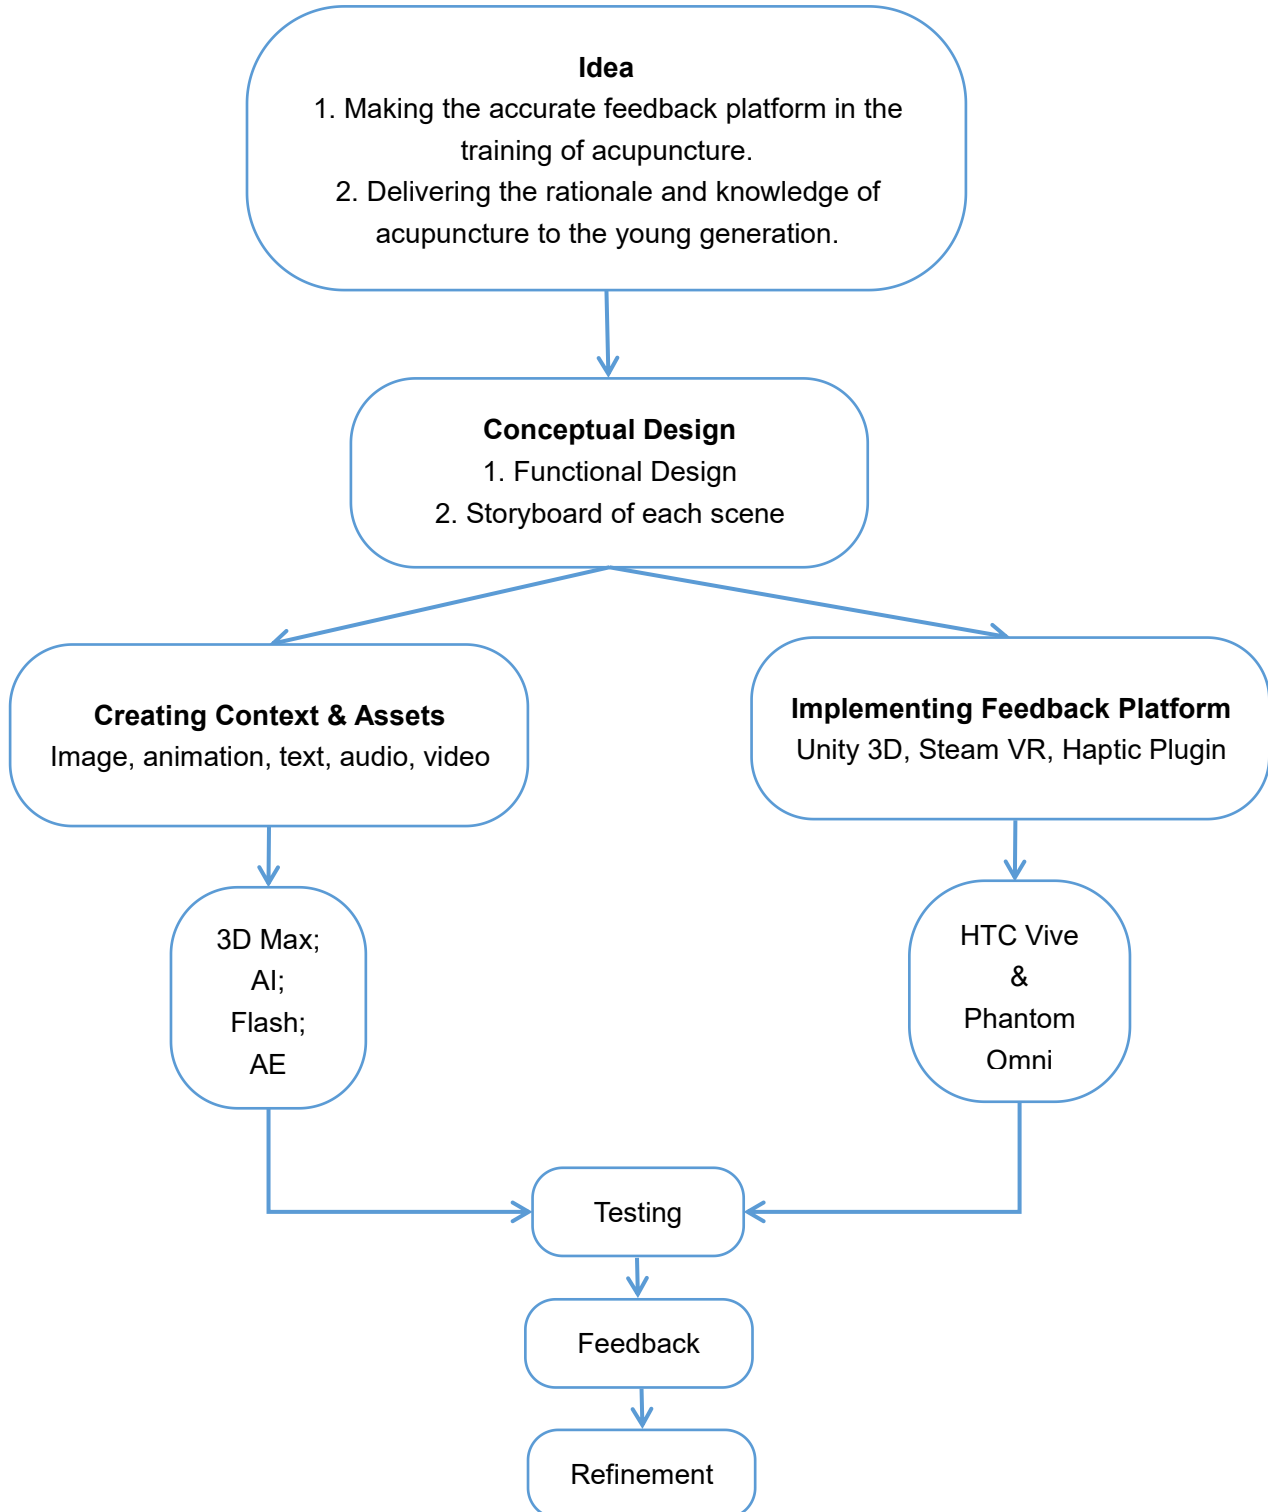 Idea
1. Making the accurate feedback platform in the
training of acupuncture.
2. Delivering the rationale and knowledge of
acupuncture to the young generation.
Conceptual Design
1. Functional Design
2. Storyboard of each scene
Creating Context & Assets
Image, animation, text, audio, video
Implementing Feedback Platform
Unity 3D, Steam VR, Haptic Plugin
3D Max;
AI;
Flash;
AE
HTC Vive
&
Phantom
Omni
Testing
Feedback
Refinement